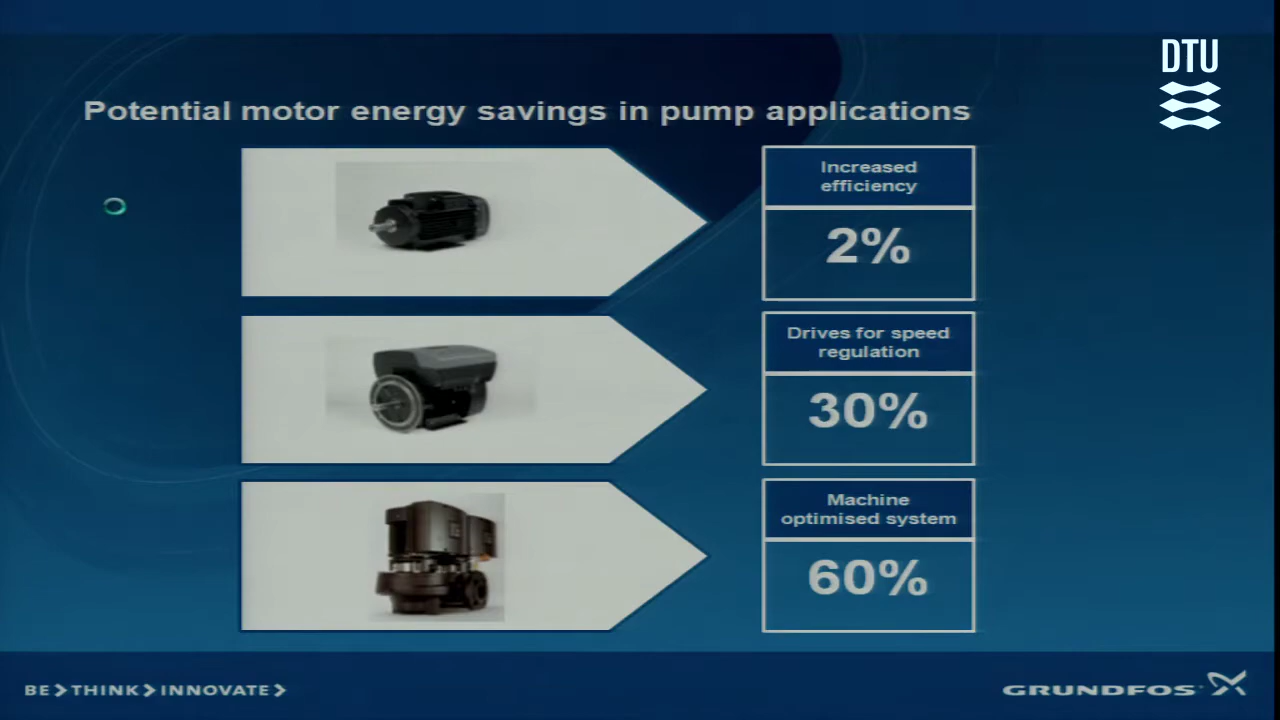 DTU
Potential motor energy savings in pump applications
Increased
efficiency
2%
Drives for speed
regulation
30%
Machine
optimised system
60%
BE>THINK>INNOVATE>
GRUNDFOS